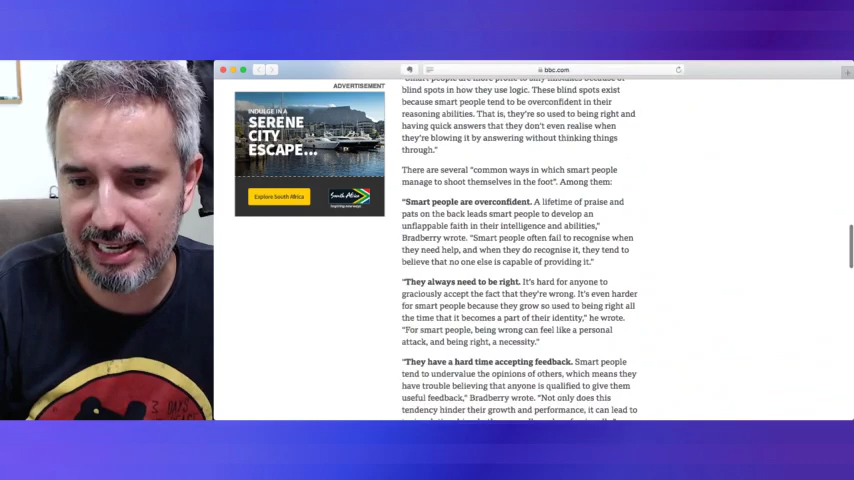 bbc.com
ADVERTISEMENT
INDULGE IN A
SERENE
CITY
ESCAPE...
Explore South Africa
South Africa
"Smart people are more prone to silly mistakes because of
blind spots in how they use logic. These blind spots exist
because smart people tend to be overconfident in their
reasoning abilities. That is, they're so used to being right and
having quick answers that they don't even realise when
they're blowing it by answering without thinking things
through."
There are several "common ways in which smart people
manage to shoot themselves in the foot". Among them:
"Smart people are overconfident. A lifetime of praise and
pats on the back leads smart people to develop an
unflappable faith in their intelligence and abilities,"
Bradberry wrote. "Smart people often fail to recognise when
they need help, and when they do recognise it, they tend to
believe that no one else is capable of providing it."
"They always need to be right. It's hard for anyone to
graciously accept the fact that they're wrong. It's even harder
for smart people because they grow so used to being right all
the time that it becomes a part of their identity," he wrote.
"For smart people, being wrong can feel like a personal
attack, and being right, a necessity."
"They have a hard time accepting feedback. Smart people
tend to undervalue the opinions of others, which means they
have trouble believing that anyone is qualified to give them
useful feedback," Bradberry wrote. "Not only does this
tendency hinder their growth and performance, it can lead to
3 DAYS